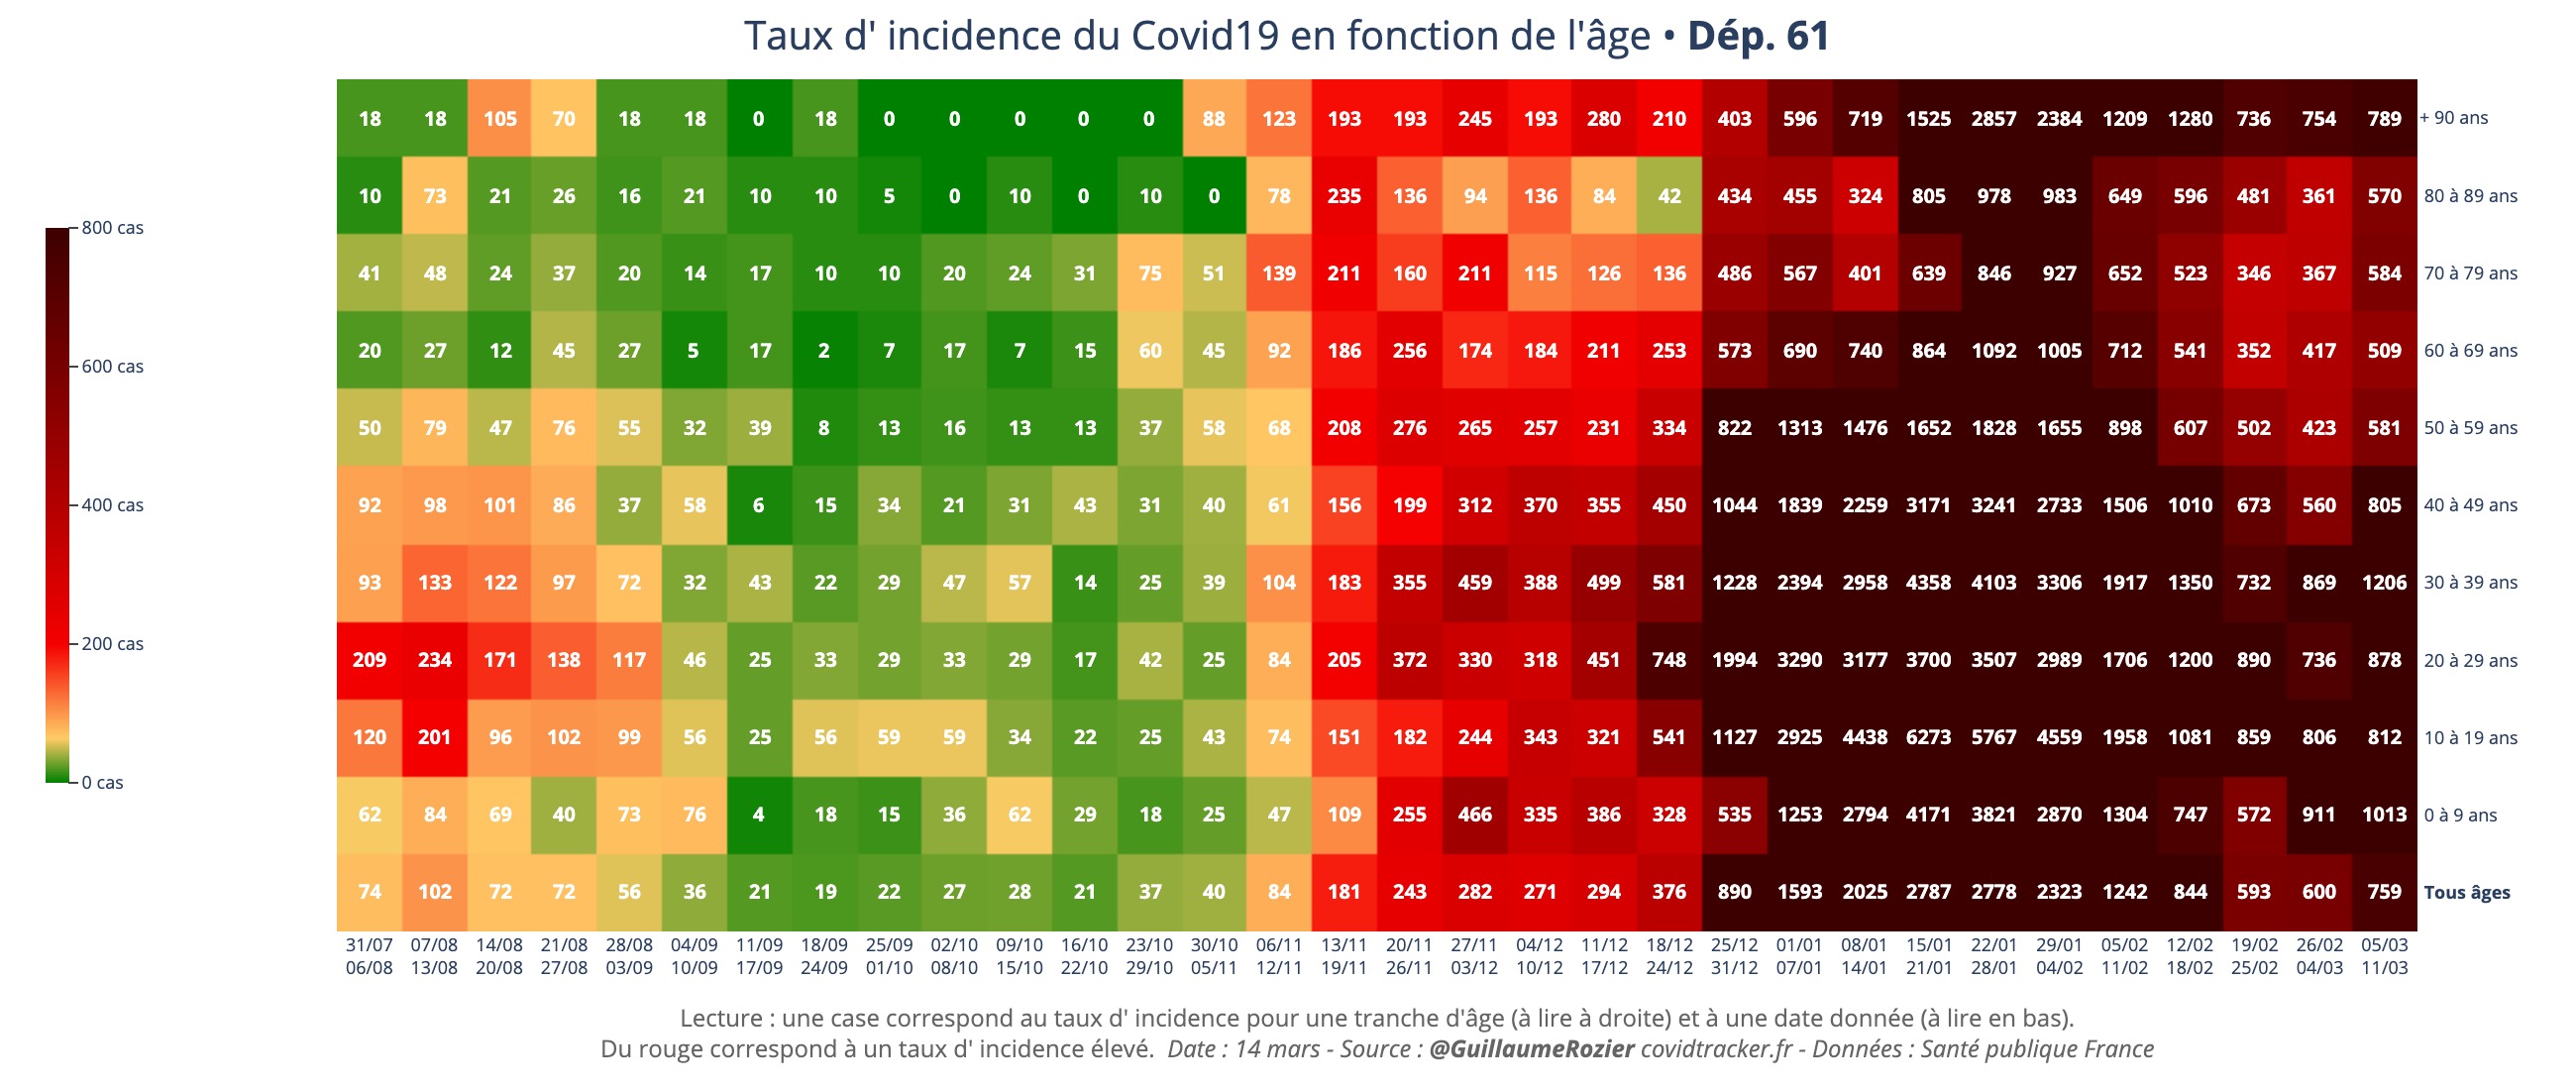 Taux d' incidence du Covid19 en fonction de l'âge • Dép. 61
18 18 105 70 18 18 0 18 0 0 0 0 0 88 123 193 193 245 193 280 210 403 596 719 1525 2857 2384 1209 1280 736 754 789 + 90 ans
10 73 21 26 16 21 10 10 5 0 10 0 10 0 78 235 136 94 136 84 42 434 455 324 805 978 983 649 596 481 361 570 80 à 89 ans
800 cas
41 48 24 37 20 14 17 10 10 20 24 31 75 51 139 211 160 211 115 126 136 486 567 401 639 846 927 652 523 346 367 584 70 à 79 ans
20 27 12 45 27 5 17 2 7 17 7 15 60 45 92 186 256 174 184 211 253 573 690 740 864 1092 1005 712 541 352 417 509 60 à 69 ans
600 cas
50 79 47 76 55 32 39 8 13 16 13 13 37 58 68 208 276 265 257 231 334 822 1313 1476 1652 1828 1655 898 607 502 423 581 50 à 59 ans
400 cas
92 98 101 86 37 58 6 15 34 21 31 43 31 40 61 156 199 312 370 355 450 1044 1839 2259 3171 3241 2733 1506 1010 673 560 805 40 à 49 ans
93 133 122 97 72 32 43 22 29 47 57 14 25 39 104 183 355 459 388 499 581 1228 2394 2958 4358 4103 3306 1917 1350 732 869 1206 30 à 39 ans
200 cas
209 234 171 138 117 46 25 33 29 33 29 17 42 25 84 205 372 330 318 451 748 1994 3290 3177 3700 3507 2989 1706 1200 890 736 878 20 à 29 ans
120 201 96 102 99 56 25 56 59 59 34 22 25 43 74 151 182 244 343 321 541 1127 2925 4438 6273 5767 4559 1958 1081 859 806 812 10 à 19 ans
0 cas
62 84 69 40 73 76 4 18 15 36 62 29 18 25 47 109 255 466 335 386 328 535 1253 2794 4171 3821 2870 1304 747 572 911 1013 0 à 9 ans
74 102 72 72 56 36 21 19 22 27 28 21 37 40 84 181 243 282 271 294 376 890 1593 2025 2787 2778 2323 1242 844 593 600 759 Tous âges
31/07 07/08 14/08 21/08 28/08 04/09 11/09 18/09 25/09 02/10 09/10 16/10 23/10 30/10 06/11 13/11 20/11 27/11 04/12 11/12 18/12 25/12 01/01 08/01 15/01 22/01 29/01 05/02 12/02 19/02 26/02 05/03
06/08 13/08 20/08 27/08 03/09 10/09 17/09 24/09 01/10 08/10 15/10 22/10 29/10 05/11 12/11 19/11 26/11 03/12 10/12 17/12 24/12 31/12 07/01 14/01 21/01 28/01 04/02 11/02 18/02 25/02 04/03 11/03
Lecture : une case correspond au taux d' incidence pour une tranche d'âge (à lire à droite) et à une date donnée (à lire en bas).
Du rouge correspond à un taux d' incidence élevé. Date : 14 mars - Source : @GuillaumeRozier covidtracker.fr - Données : Santé publique France